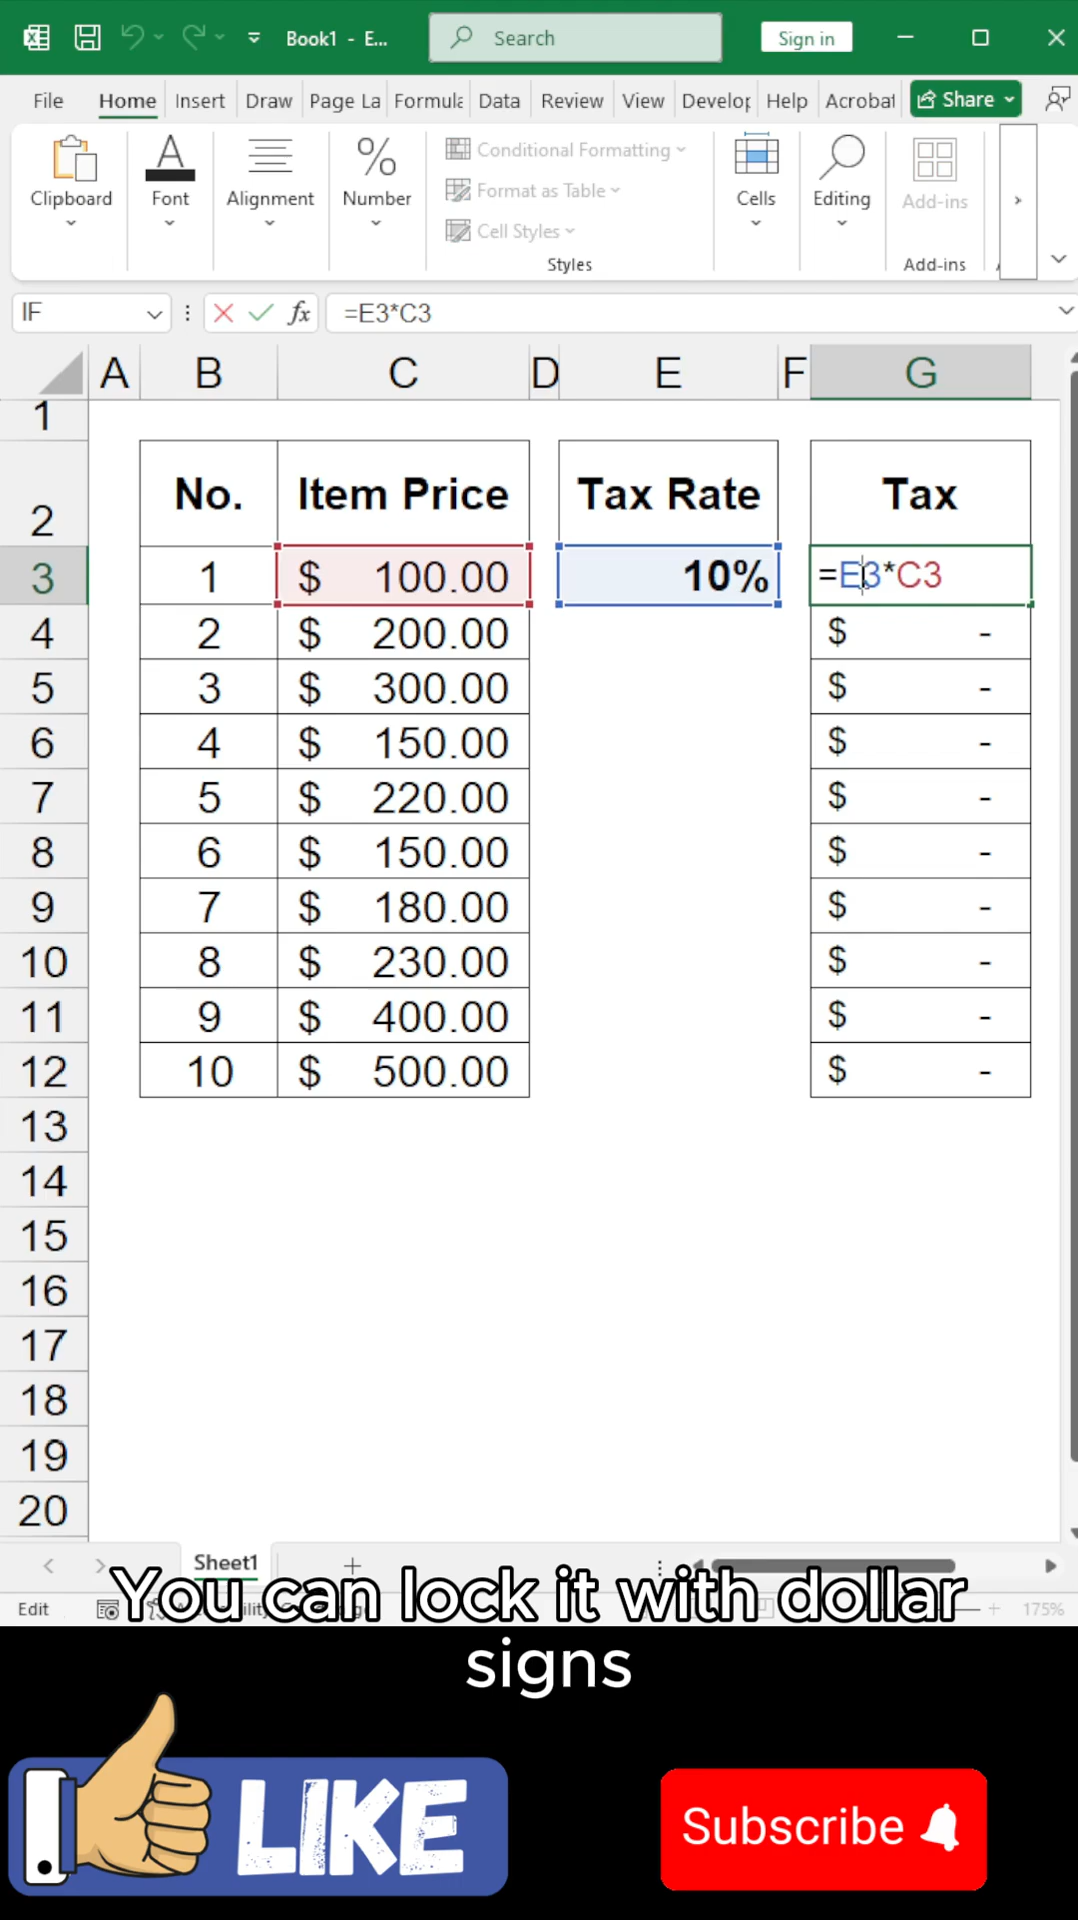 Book1 - E...
Search
Sign in
File Home Insert Draw Page La Formula Data Review View Develop Help Acrobat Share
Clipboard
Font
Alignment
%
Number
Conditional Formatting
Format as Table
Cell Styles
Styles
Cells
Editing
Add-ins
Add-ins
IF
fx
=E3*C3
A B C D E F G
1
2 No. Item Price Tax Rate Tax
3 1 $ 100.00 10% =E3*C3
4 2 $ 200.00 $ -
5 3 $ 300.00 $ -
6 4 $ 150.00 $ -
7 5 $ 220.00 $ -
8 6 $ 150.00 $ -
9 7 $ 180.00 $ -
10 8 $ 230.00 $ -
11 9 $ 400.00 $ -
12 10 $ 500.00 $ -
13
14
15
16
17
18
19
20
Sheet1
Edit
175%
You can lock it with dollar
signs
LIKE
Subscribe